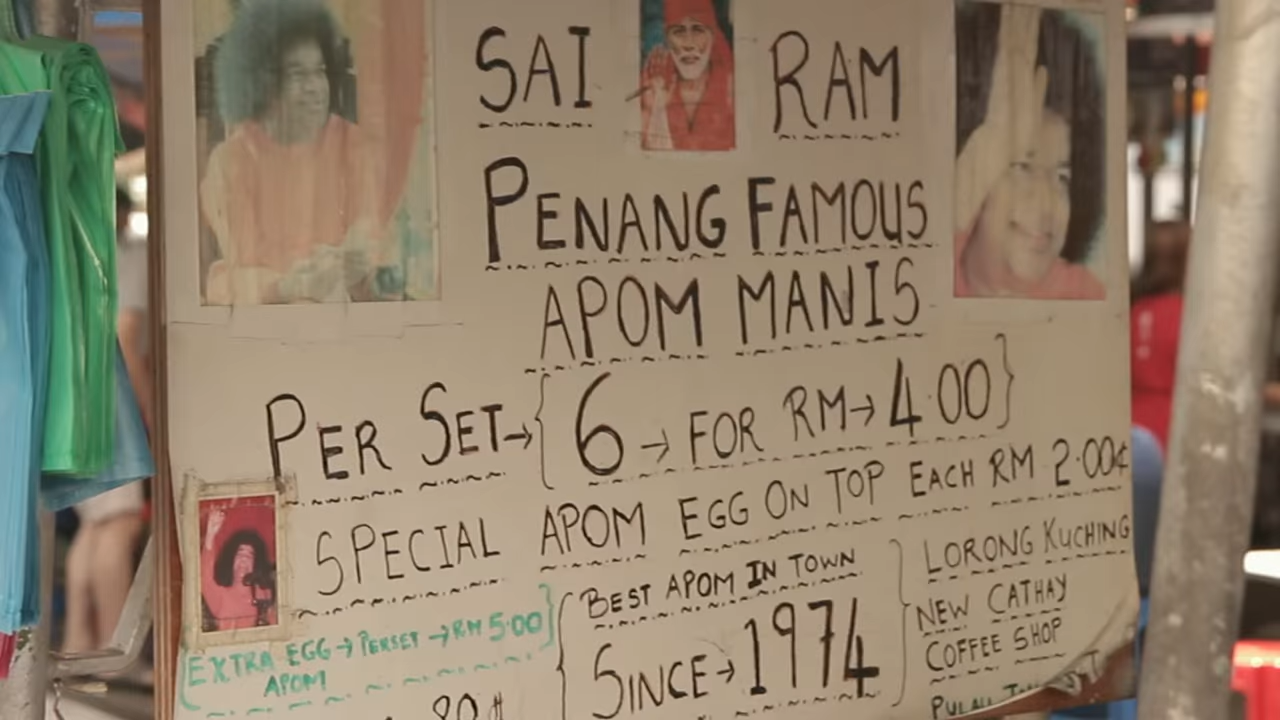 SAI RAM
PENANG FAMOUS
APOM MANIS
PER SET→{6 → FOR RM→ 4.00}
SPECIAL APOM EGG ON TOP EACH RM 2.00¢
{EXTRA EGG → PERSET → RM 5.00}
APOM
{BEST APOM IN TOWN
SINCE→1974}
LORONG KUCHING
NEW CATHAY
COFFEE SHOP
PULAU
80¢